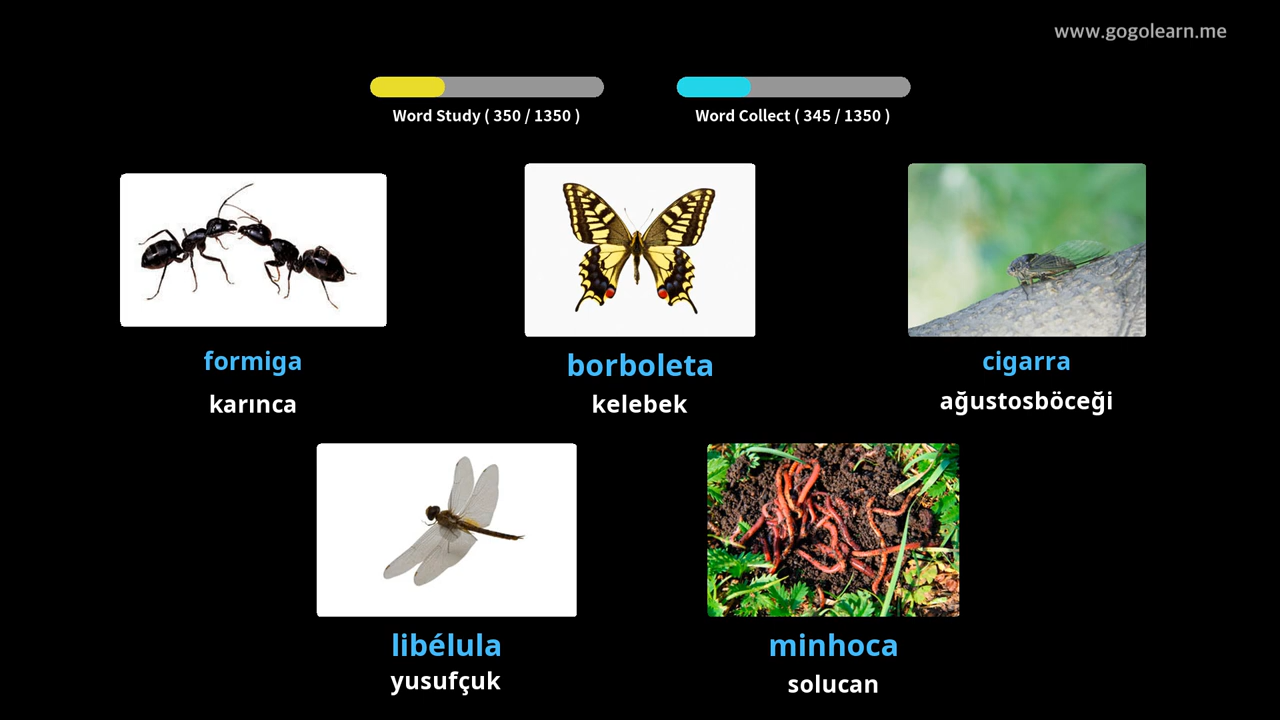 www.gogolearn.me
Word Study ( 350 / 1350 )
Word Collect ( 345 / 1350 )
formiga
karınca
borboleta
kelebek
cigarra
ağustosböceği
libélula
yusufçuk
minhoca
solucan